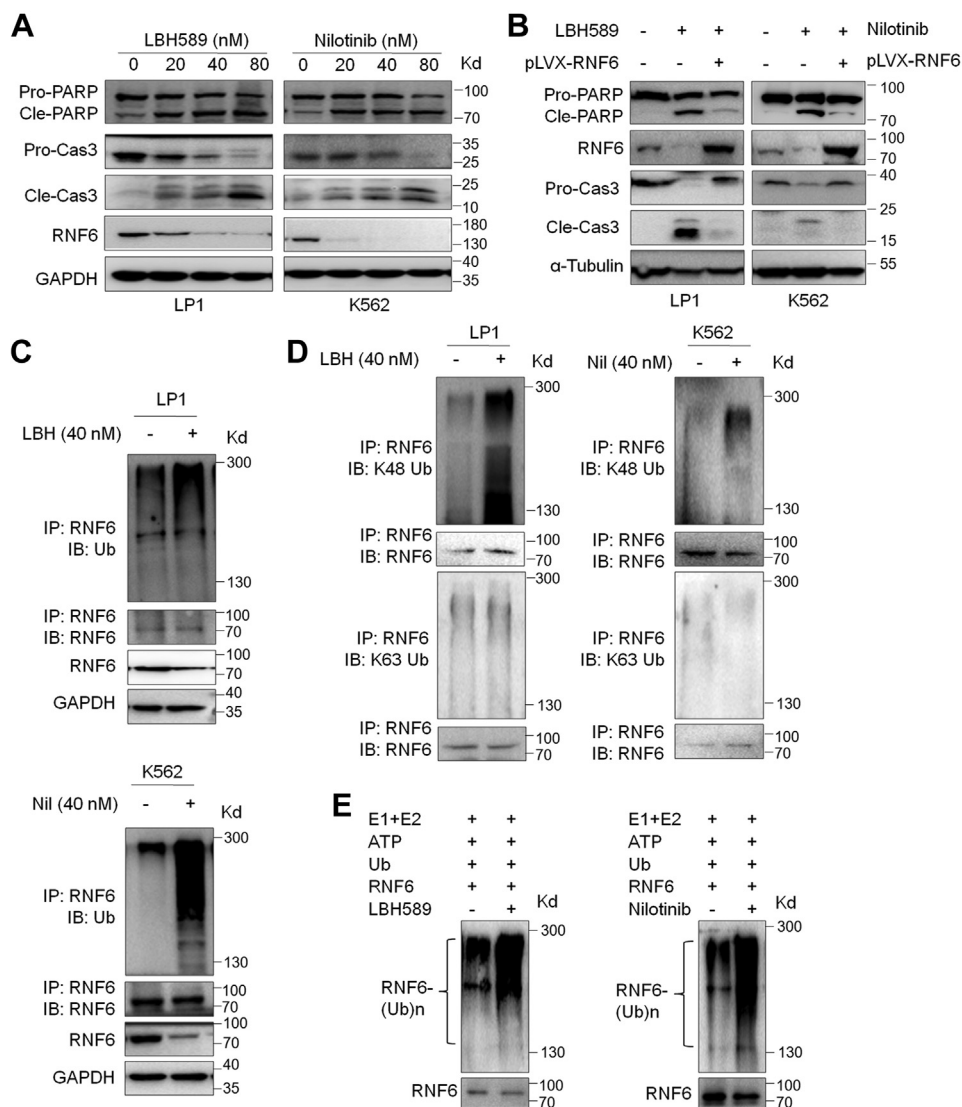 A
LBH589 (nM) Nilotinib (nM)
0 20 40 80 0 20 40 80 Kd
Pro-PARP 100
Cle-PARP 70
Pro-Cas3 35
25
Cle-Cas3 25
10
RNF6 180
130
GAPDH 40
35
LP1 K562
B
LBH589 - + + - + + Nilotinib
pLVX-RNF6 - - + - - + pLVX-RNF6
Pro-PARP 100
Cle-PARP 70
RNF6 100
70
Pro-Cas3 40
Cle-Cas3 25
15
α-Tubulin 55
LP1 K562
C
LP1
LBH (40 nM) - + Kd
300
IP: RNF6
IB: Ub
130
IP: RNF6 100
IB: RNF6 70
RNF6 100
70
GAPDH 40
35
K562
Nil (40 nM) - + Kd
300
IP: RNF6
IB: Ub
130
IP: RNF6 100
IB: RNF6 70
RNF6 100
70
GAPDH 40
35
D
LP1
LBH (40 nM) - + Kd
300
IP: RNF6
IB: K48 Ub
130
IP: RNF6 100
IB: RNF6 70
300
IP: RNF6
IB: K63 Ub
130
IP: RNF6 100
IB: RNF6 70
K562
Nil (40 nM) - + Kd
300
IP: RNF6
IB: K48 Ub
130
IP: RNF6 100
IB: RNF6 70
300
IP: RNF6
IB: K63 Ub
130
IP: RNF6 100
IB: RNF6 70
E
E1+E2 + +
ATP + +
Ub + +
RNF6 + +
LBH589 - + Kd
300
RNF6-
(Ub)n
130
RNF6 100
70
E1+E2 + +
ATP + +
Ub + +
RNF6 + +
Nilotinib - + Kd
300
RNF6-
(Ub)n
130
RNF6 100
70